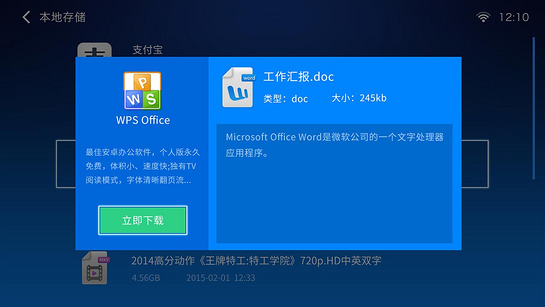 本地存储
12:10
支付宝
WPS Office
最佳安卓办公软件，个人版永久
免费，体积小、速度快;独有TV
阅读模式，字体清晰翻页流...
立即下载
word
工作汇报.doc
类型：doc
大小：245kb
Microsoft Office Word是微软公司的一个文字处理器
应用程序。
2014高分动作《王牌特工:特工学院》720p.HD中英双字
4.56GB
2015-02-01 12:33